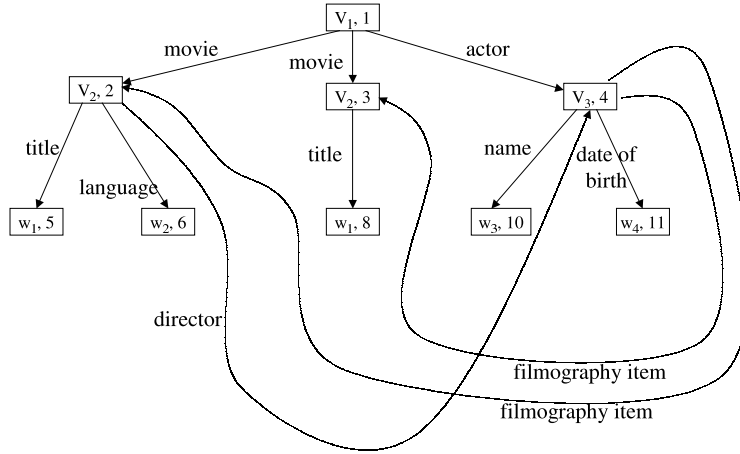 V₁, 1
movie
movie
actor
V₂, 2
V₂, 3
V₃, 4
title
language
title
name
date of
birth
w₁, 5
w₂, 6
w₁, 8
w₃, 10
w₄, 11
director
filmography item
filmography item